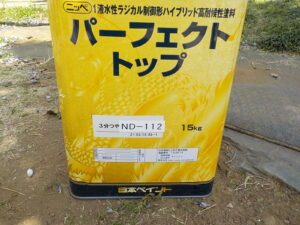 ニッペ 1液水性ラジカル制御形ハイブリッド高耐候性塗料
パーフェクト
トップ
3分つや ND-112
15kg
日本ペイント